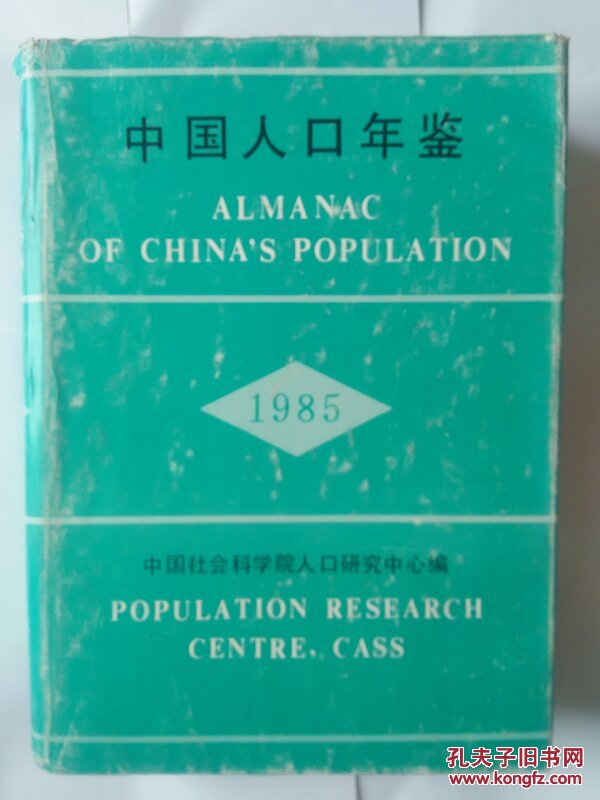 中国人口年鉴
ALMANAC
OF CHINA'S POPULATION
1985
中国社会科学院人口研究中心编
POPULATION RESEARCH
CENTRE, CASS
孔夫子旧书网
www.kongfz.com